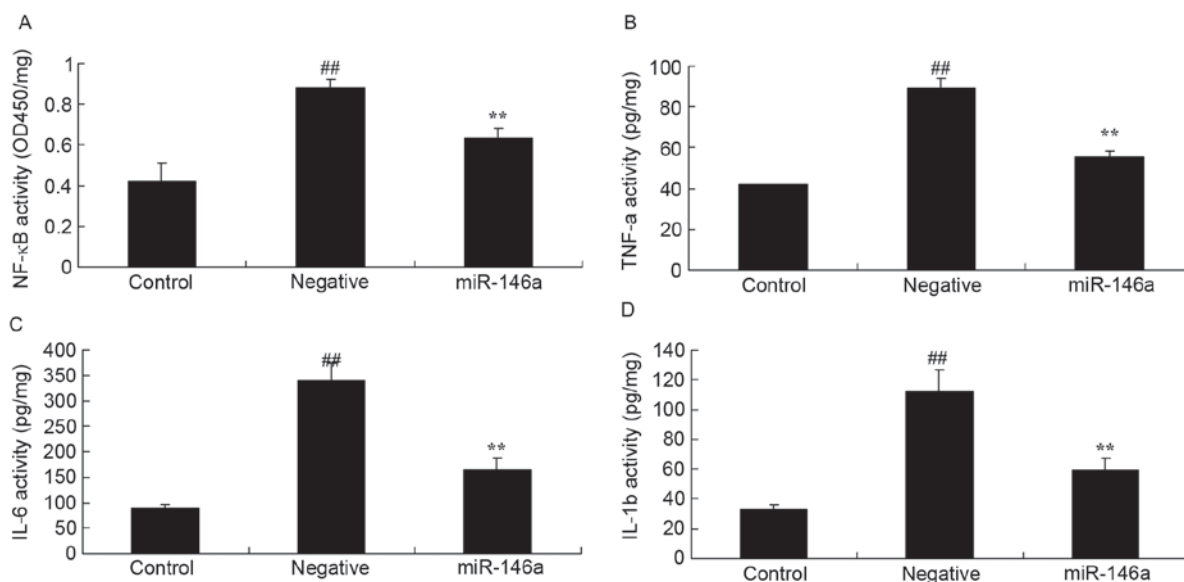 A
NF-κB activity (OD450/mg)
1
0.8
0.6
0.4
0.2
0
##
**
Control
Negative
miR-146a
B
TNF-a activity (pg/mg)
100
80
60
40
20
0
##
**
Control
Negative
miR-146a
C
IL-6 activity (pg/mg)
400
350
300
250
200
150
100
50
0
##
**
Control
Negative
miR-146a
D
IL-1b activity (pg/mg)
140
120
100
80
60
40
20
0
##
**
Control
Negative
miR-146a